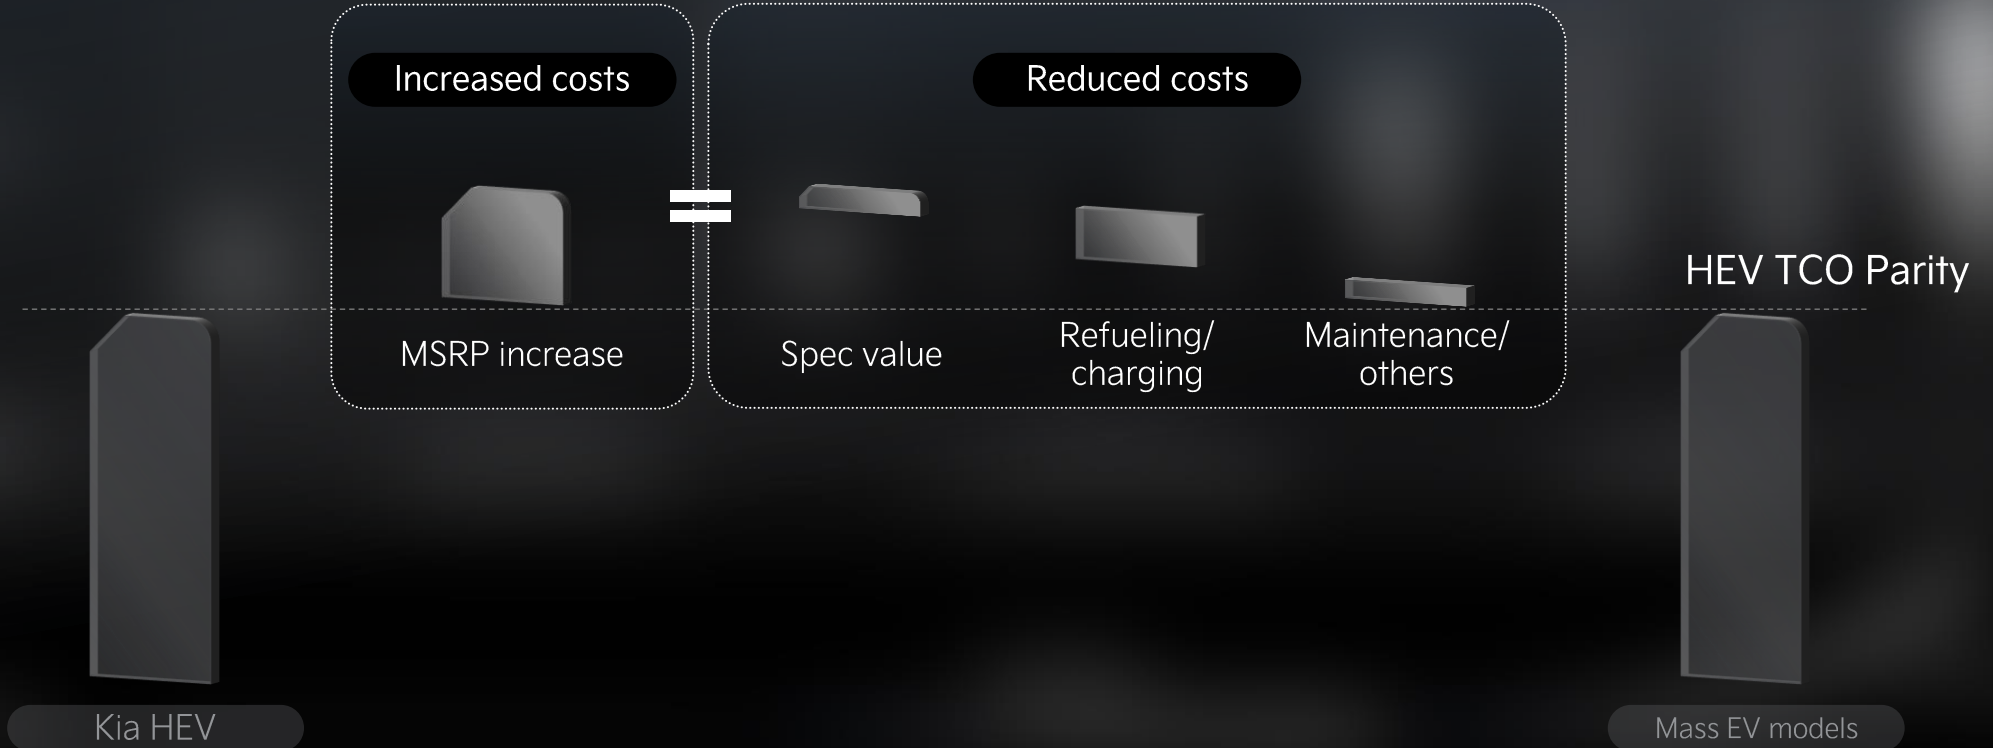 Increased costs
Reduced costs
HEV TCO Parity
MSRP increase
Spec value
Refueling/
charging
Maintenance/
others
Kia HEV
Mass EV models